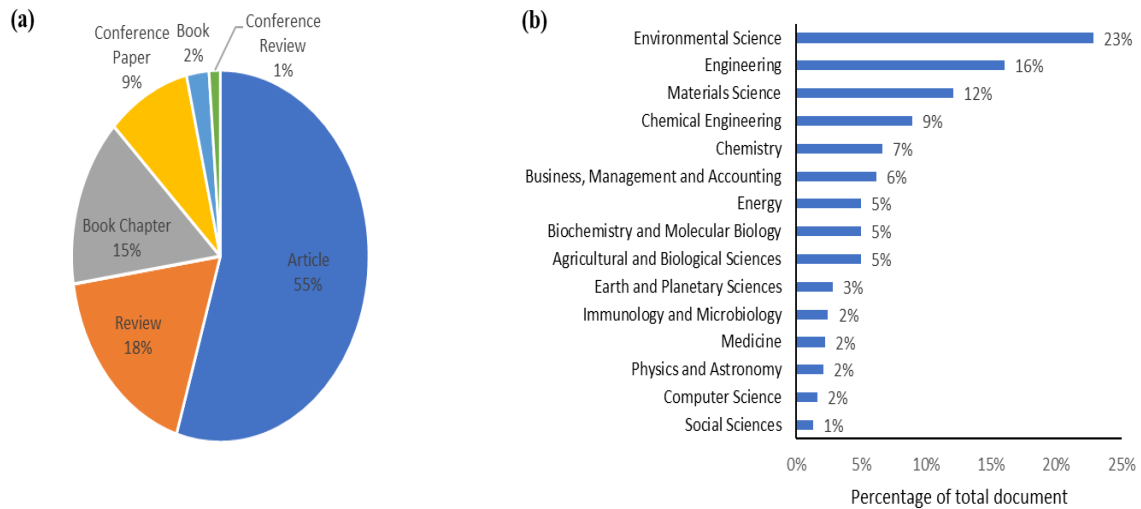 (a)
Conference
Paper
9%
Book
2%
Conference
Review
1%
Book Chapter
15%
Article
55%
Review
18%
(b)
Environmental Science 23%
Engineering 16%
Materials Science 12%
Chemical Engineering 9%
Chemistry 7%
Business, Management and Accounting 6%
Energy 5%
Biochemistry and Molecular Biology 5%
Agricultural and Biological Sciences 5%
Earth and Planetary Sciences 3%
Immunology and Microbiology 2%
Medicine 2%
Physics and Astronomy 2%
Computer Science 2%
Social Sciences 1%
0% 5% 10% 15% 20% 25%
Percentage of total document